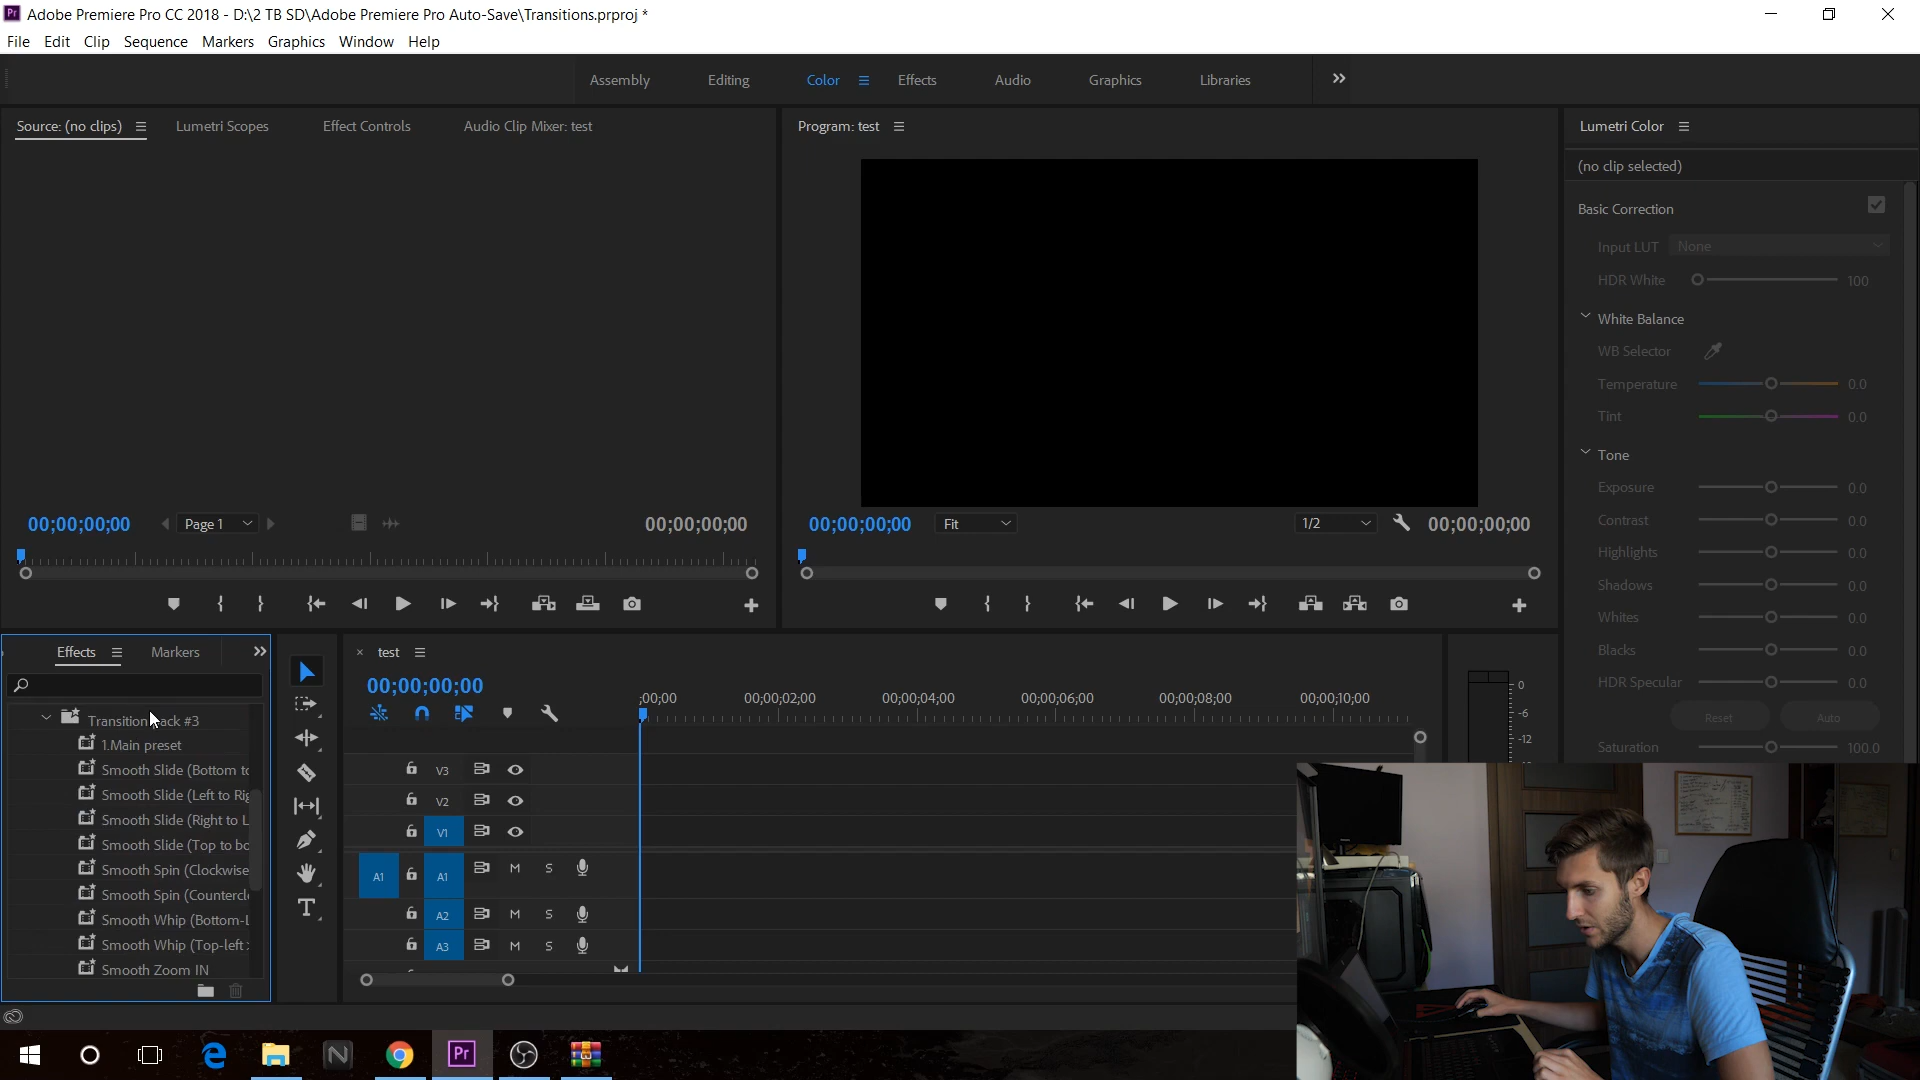 Adobe Premiere Pro CC 2018 - D:\2 TB SD\Adobe Premiere Pro Auto-Save\Transitions.prproj *
File Edit Clip Sequence Markers Graphics Window Help
Assembly Editing Color Effects Audio Graphics Libraries
Source: (no clips) Lumetri Scopes Effect Controls Audio Clip Mixer: test
Program: test
Lumetri Color
(no clip selected)
Basic Correction
Input LUT None
HDR White 100
White Balance
WB Selector
Temperature 0.0
Tint 0.0
Tone
Exposure 0.0
Contrast 0.0
Highlights 0.0
Shadows 0.0
Whites 0.0
Blacks 0.0
HDR Specular 0.0
Reset Auto
Saturation 100.0
00;00;00;00 Page 1 00;00;00;00
00;00;00;00 Fit 1/2 00;00;00;00
Effects Markers
Transition ack #3
1.Main preset
Smooth Slide (Bottom to
Smooth Slide (Left to Rig
Smooth Slide (Right to L
Smooth Slide (Top to bo
Smooth Spin (Clockwise
Smooth Spin (Countercl
Smooth Whip (Bottom-L
Smooth Whip (Top-left
Smooth Zoom IN
test
00;00;00;00
;00;00 00;00;02;00 00;00;04;00 00;00;06;00 00;00;08;00 00;00;10;00
V3
V2
V1
A1 A1 M S
A2 M S
A3 M S
0
-6
-12
Pr